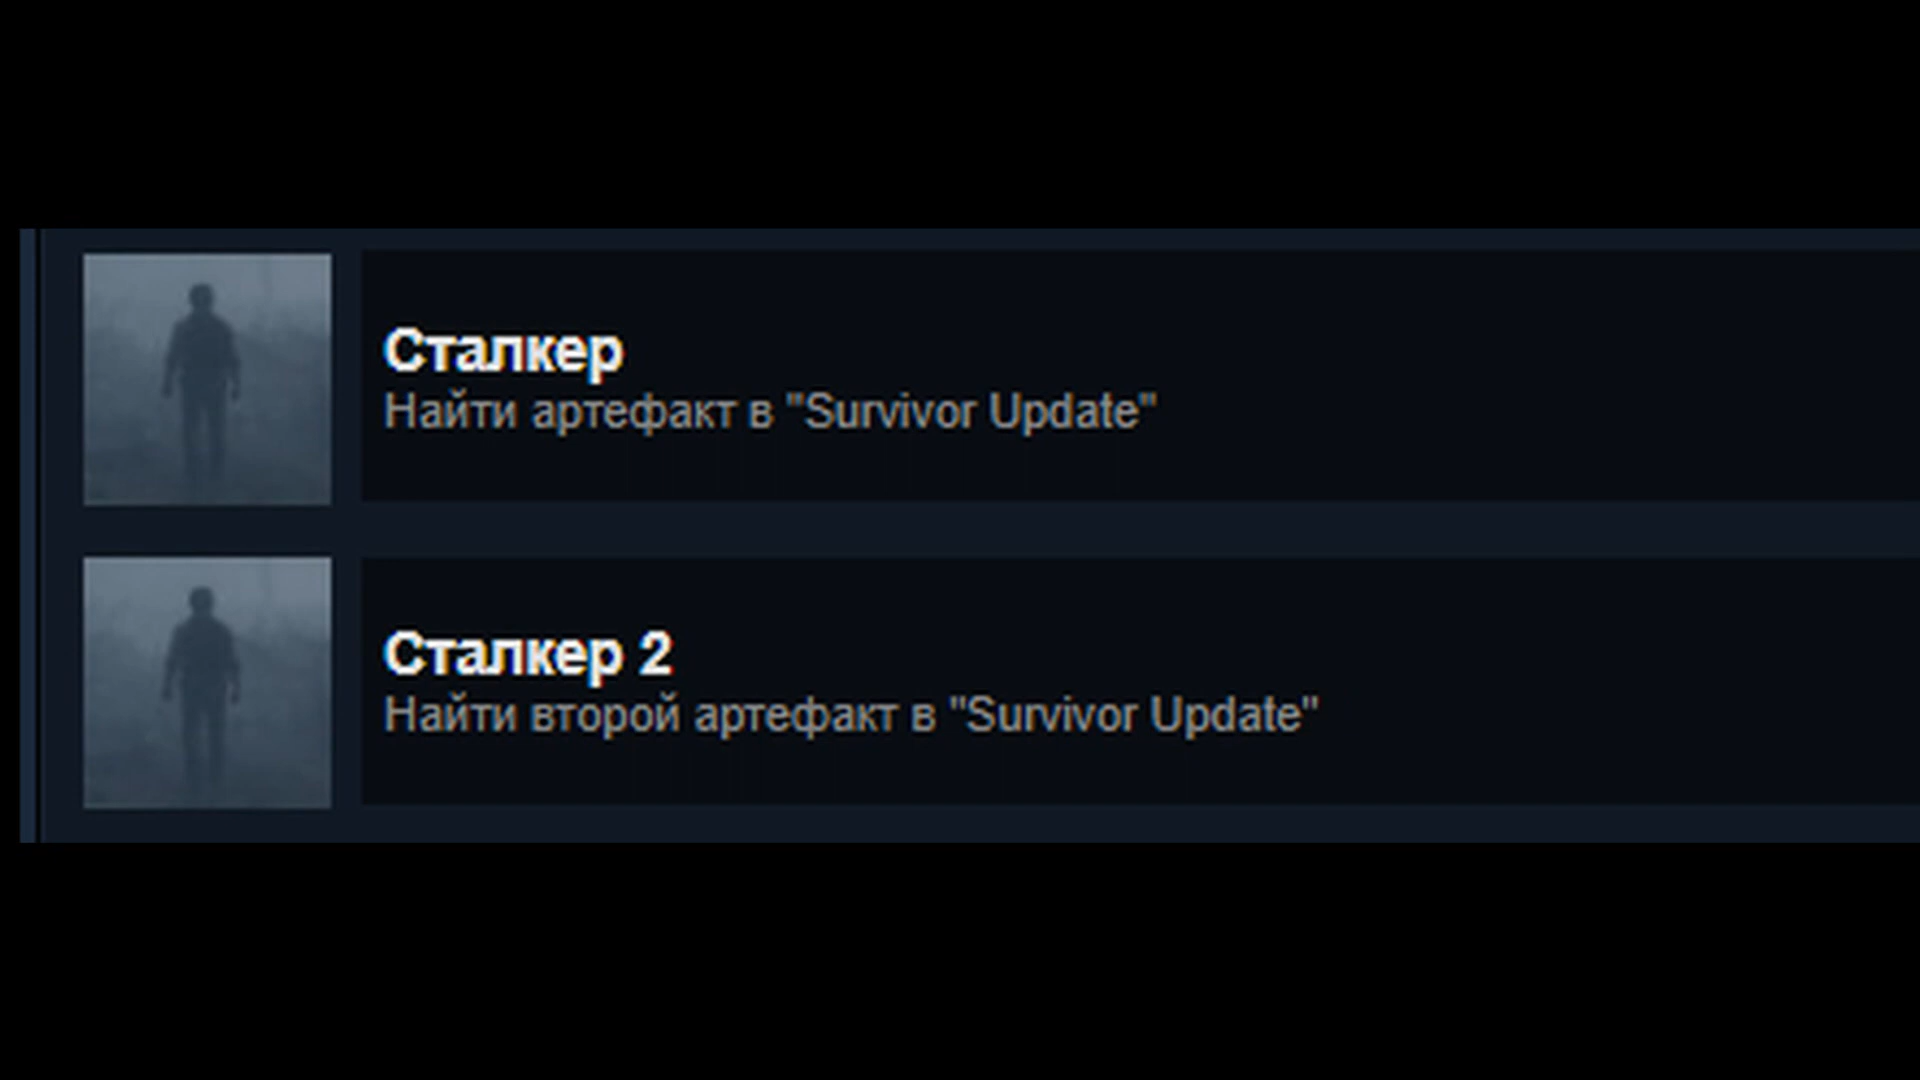 Сталкер
Найти артефакт в "Survivor Update"
Сталкер 2
Найти второй артефакт в "Survivor Update"